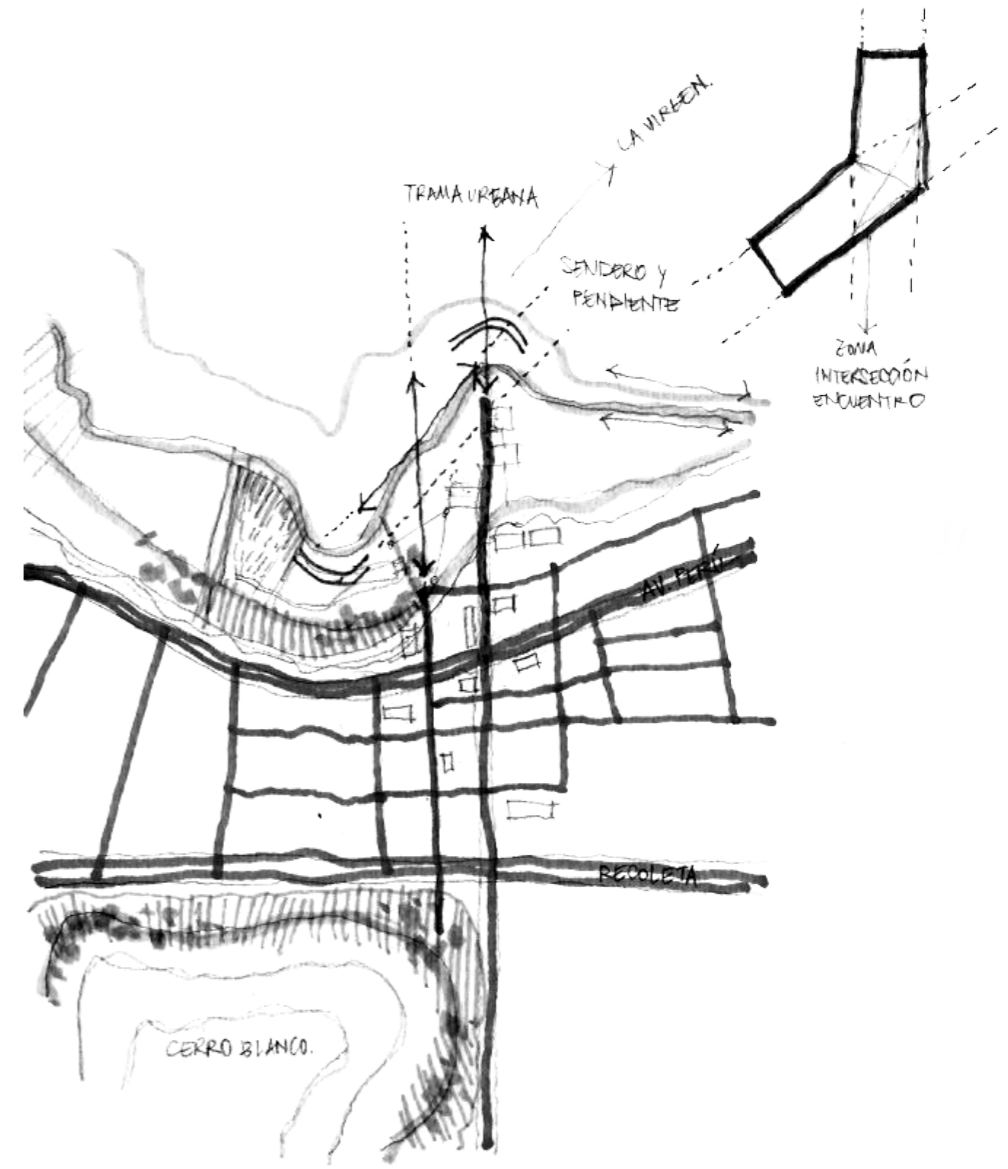 LA VIRGEN.
TRAMA URBANA
SENDERO Y
PENDIENTE
ZONA
INTERSECCIÓN
ENCUENTRO
AV. PERÚ
RECOLETA
CERRO BLANCO.